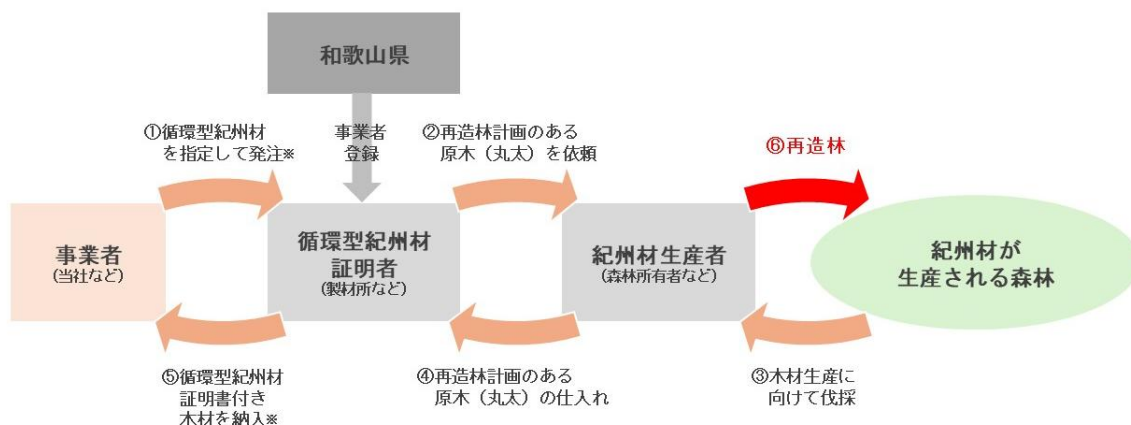 和歌山県
①循環型紀州材
を指定して発注※
事業者
登録
②再造林計画のある
原木（丸太）を依頼
⑥再造林
事業者
(当社など)
循環型紀州材
証明者
(製材所など)
紀州材生産者
(森林所有者など)
紀州材が
生産される森林
⑤循環型紀州材
証明書付き
木材を納入※
④再造林計画のある
原木（丸太）の仕入れ
③木材生産に
向けて伐採